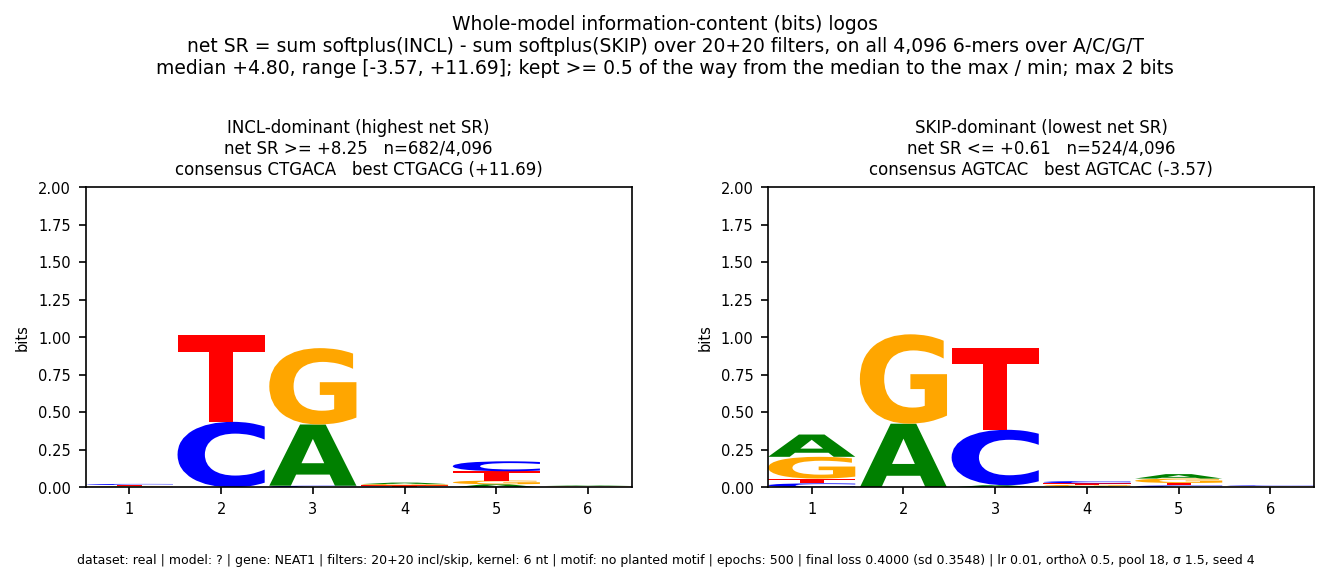 Whole-model information-content (bits) logos
net SR = sum softplus(INCL) - sum softplus(SKIP) over 20+20 filters, on all 4,096 6-mers over A/C/G/T
median +4.80, range [-3.57, +11.69]; kept >= 0.5 of the way from the median to the max / min; max 2 bits
INCL-dominant (highest net SR)
net SR >= +8.25   n=682/4,096
consensus CTGACA   best CTGACG (+11.69)
2.00
1.75
1.50
1.25
1.00
0.75
0.50
0.25
0.00
bits
T
C
G
A
C
T
G
1
2
3
4
5
6
SKIP-dominant (lowest net SR)
net SR <= +0.61   n=524/4,096
consensus AGTCAC   best AGTCAC (-3.57)
2.00
1.75
1.50
1.25
1.00
0.75
0.50
0.25
0.00
bits
A
G
T
C
G
A
T
C
A
G
T
1
2
3
4
5
6
dataset: real | model: ? | gene: NEAT1 | filters: 20+20 incl/skip, kernel: 6 nt | motif: no planted motif | epochs: 500 | final loss 0.4000 (sd 0.3548) | lr 0.01, orthoλ 0.5, pool 18, σ 1.5, seed 4